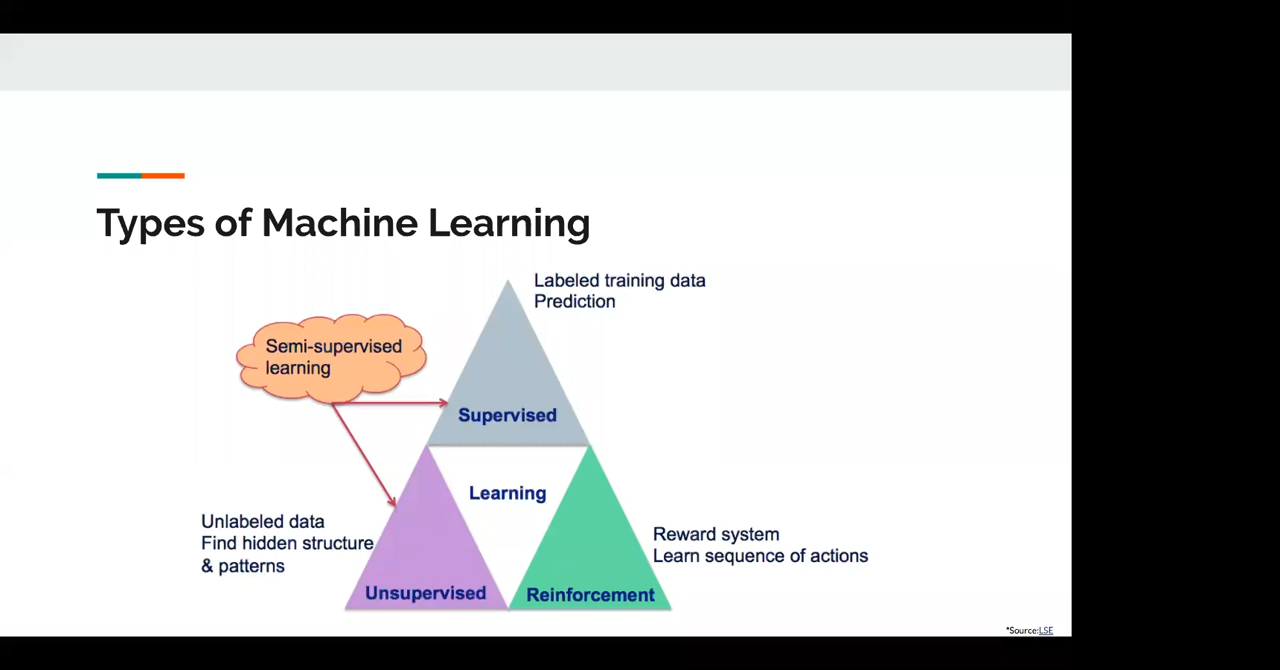 Types of Machine Learning
Labeled training data
Prediction
Semi-supervised
learning
Supervised
Learning
Unlabeled data
Find hidden structure
& patterns
Reward system
Learn sequence of actions
Unsupervised
Reinforcement
*Source:LSE